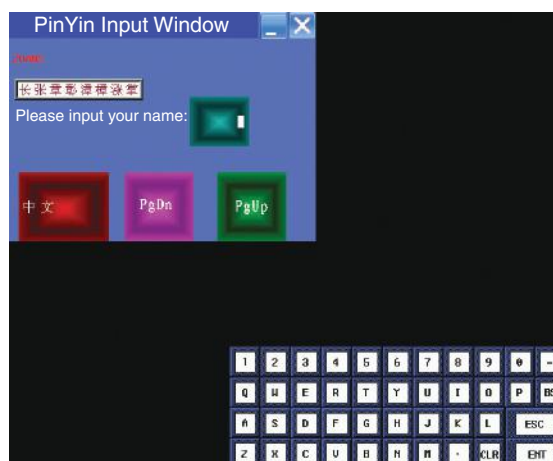 PinYin Input Window
长张章彰漳樟涨掌
Please input your name:
中文 PgDn PgUp
1 2 3 4 5 6 7 8 9 0 -
Q W E R T Y U I O P BS
A S D F G H J K L ESC
Z X C V B N M . CLR ENT